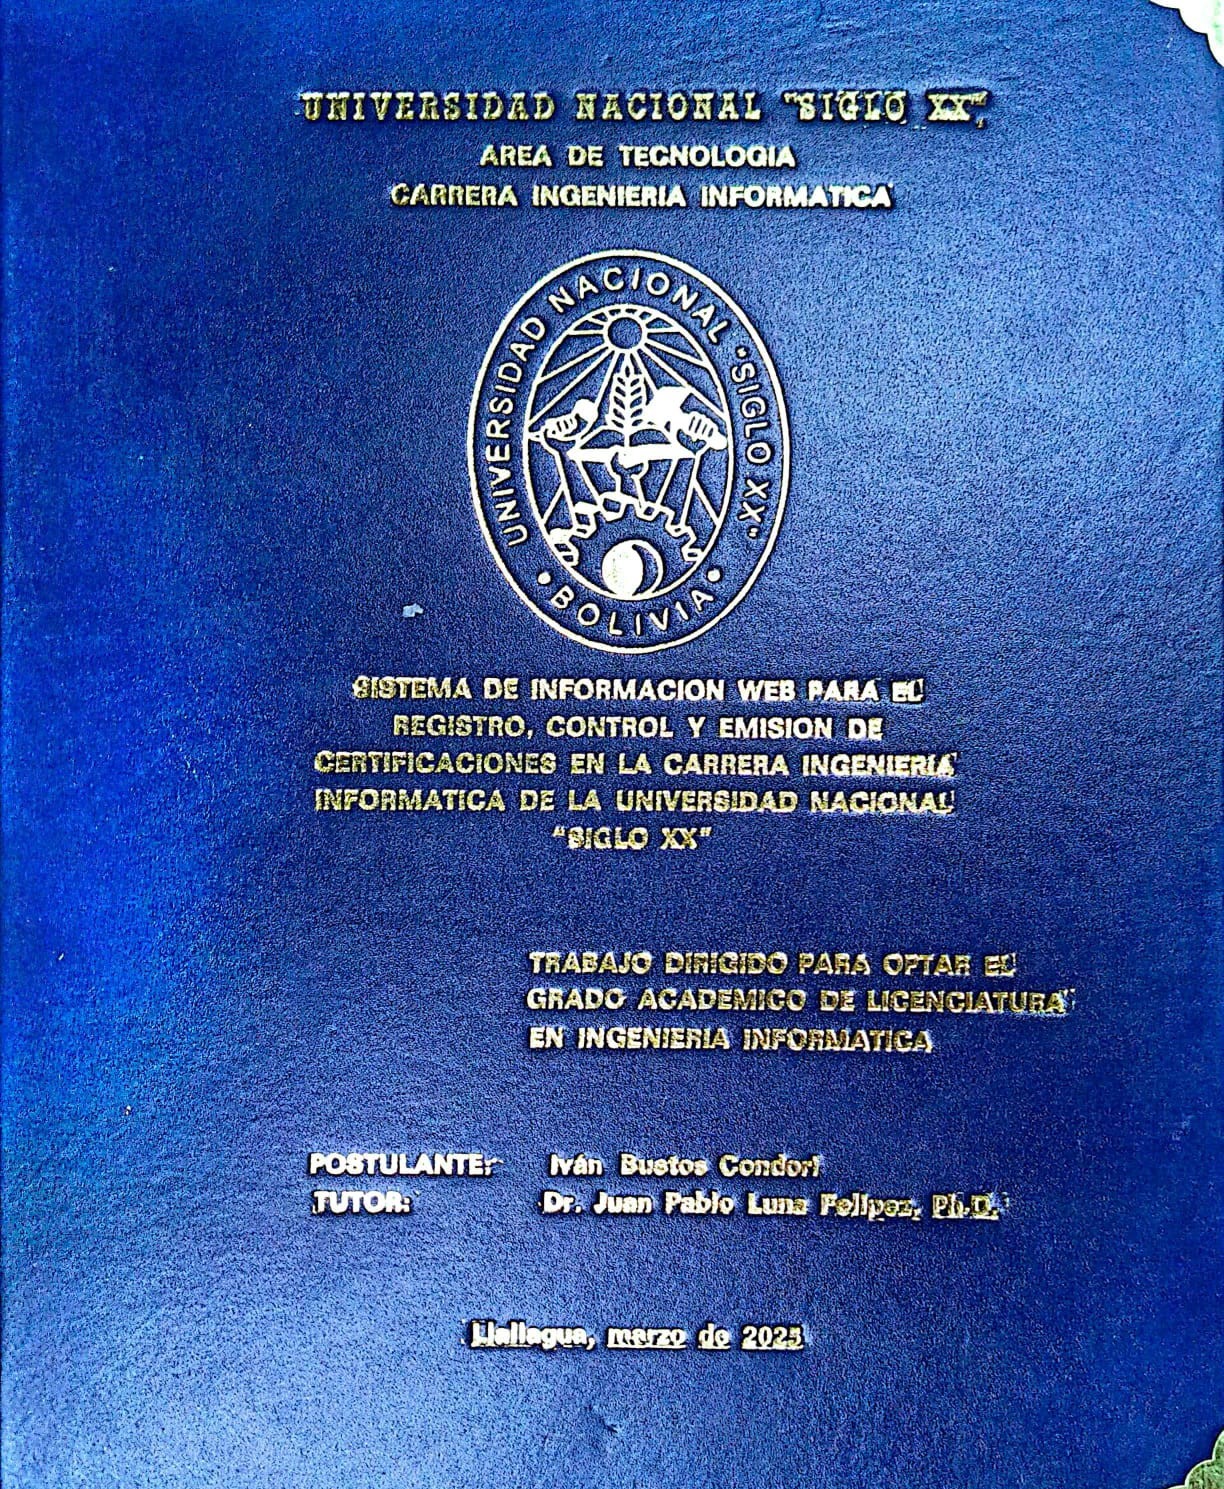 UNIVERSIDAD NACIONAL "SIGLO XX"
AREA DE TECNOLOGIA
CARRERA INGENIERIA INFORMATICA
UNIVERSIDAD NACIONAL "SIGLO XX"
• BOLIVIA •
SISTEMA DE INFORMACION WEB PARA EL
REGISTRO, CONTROL Y EMISION DE
CERTIFICACIONES EN LA CARRERA INGENIERIA
INFORMATICA DE LA UNIVERSIDAD NACIONAL
"SIGLO XX"
TRABAJO DIRIGIDO PARA OPTAR EL
GRADO ACADEMICO DE LICENCIATURA
EN INGENIERIA INFORMATICA
POSTULANTE: Iván Bustos Condori
TUTOR: Dr. Juan Pablo Luna Felipez, Ph.D.
Llallagua, marzo de